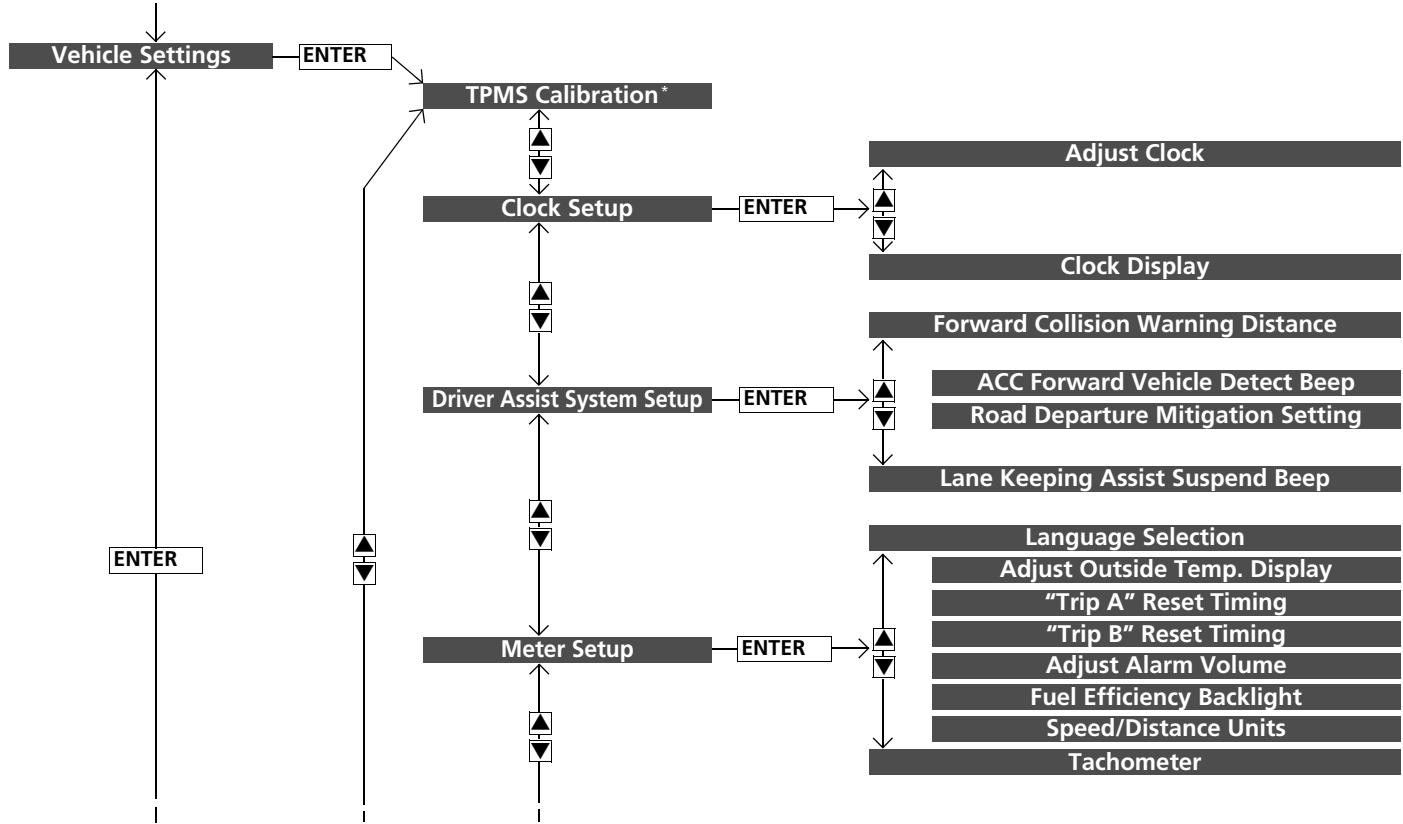 Vehicle Settings
ENTER
TPMS Calibration*
Adjust Clock
Clock Setup
ENTER
Clock Display
Forward Collision Warning Distance
ACC Forward Vehicle Detect Beep
Driver Assist System Setup
ENTER
Road Departure Mitigation Setting
Lane Keeping Assist Suspend Beep
Language Selection
ENTER
Adjust Outside Temp. Display
“Trip A” Reset Timing
“Trip B” Reset Timing
Meter Setup
ENTER
Adjust Alarm Volume
Fuel Efficiency Backlight
Speed/Distance Units
Tachometer